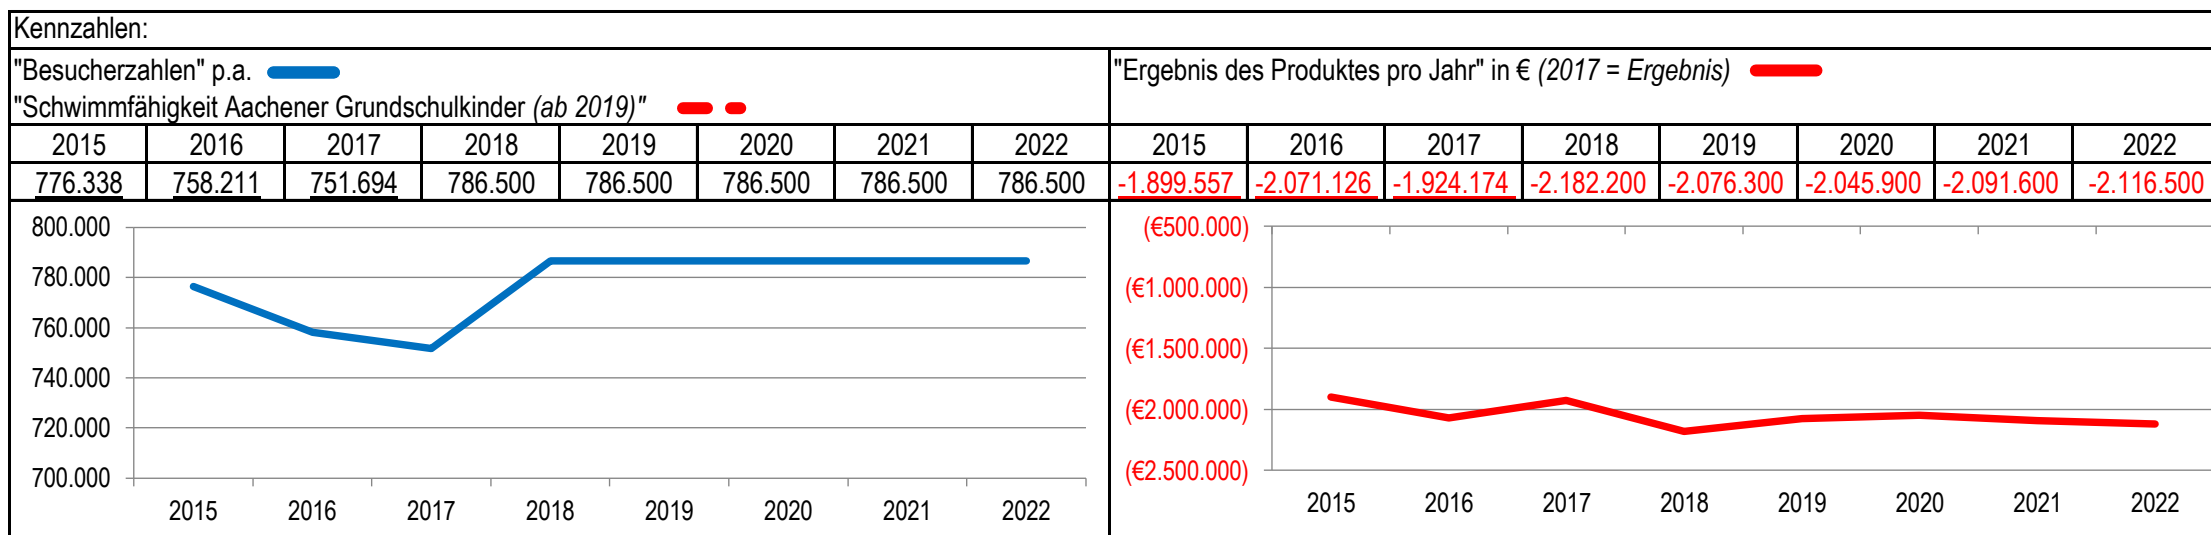 Kennzahlen:
"Besucherzahlen" p.a.
"Schwimmfähigkeit Aachener Grundschulkinder (ab 2019)"
"Ergebnis des Produktes pro Jahr" in € (2017 = Ergebnis)
2015 2016 2017 2018 2019 2020 2021 2022 2015 2016 2017 2018 2019 2020 2021 2022
776.338 758.211 751.694 786.500 786.500 786.500 786.500 786.500 -1.899.557 -2.071.126 -1.924.174 -2.182.200 -2.076.300 -2.045.900 -2.091.600 -2.116.500
800.000
780.000
760.000
740.000
720.000
700.000
2015 2016 2017 2018 2019 2020 2021 2022
(€500.000)
(€1.000.000)
(€1.500.000)
(€2.000.000)
(€2.500.000)
2015 2016 2017 2018 2019 2020 2021 2022